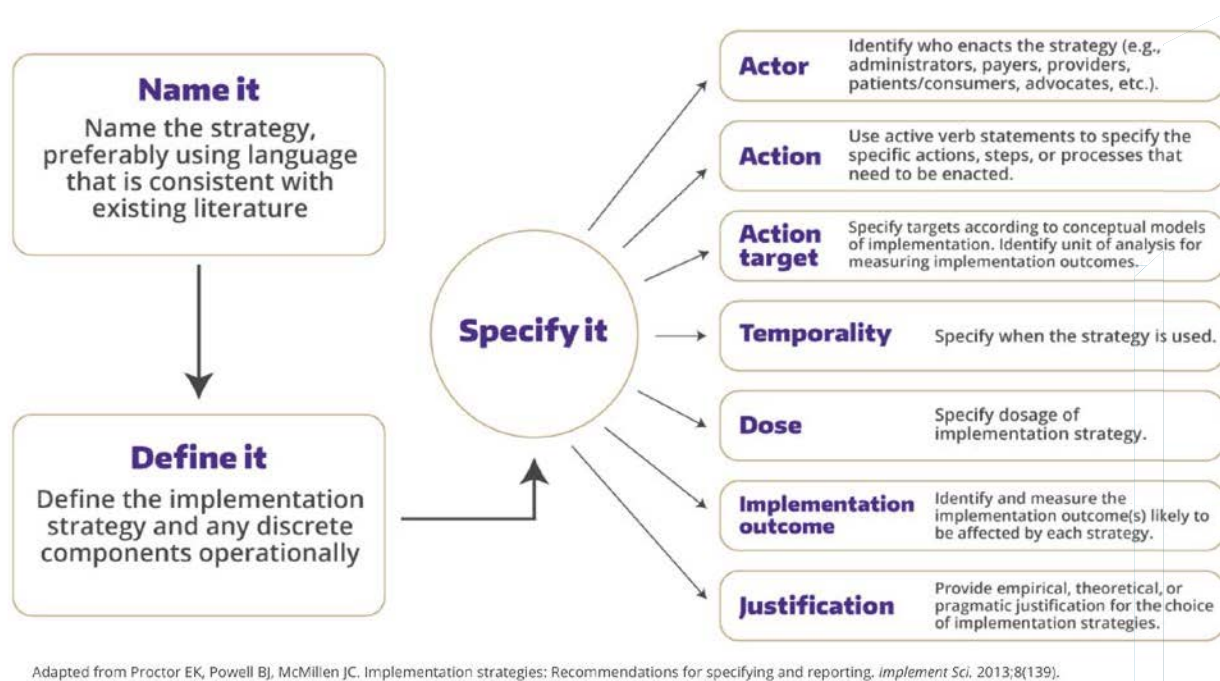 Name it
Name the strategy,
preferably using language
that is consistent with
existing literature
Define it
Define the implementation
strategy and any discrete
components operationally
Specify it
Actor
Identify who enacts the strategy (e.g.,
administrators, payers, providers,
patients/consumers, advocates, etc.).
Action
Use active verb statements to specify the
specific actions, steps, or processes that
need to be enacted.
Action
target
Specify targets according to conceptual models
of implementation. Identify unit of analysis for
measuring implementation outcomes.
Temporality
Specify when the strategy is used.
Dose
Specify dosage of
implementation strategy.
Implementation
outcome
Identify and measure the
implementation outcome(s) likely to
be affected by each strategy.
Justification
Provide empirical, theoretical, or
pragmatic justification for the choice
of implementation strategies.
Adapted from Proctor EK, Powell BJ, McMillen JC. Implementation strategies: Recommendations for specifying and reporting. Implement Sci. 2013;8(139).